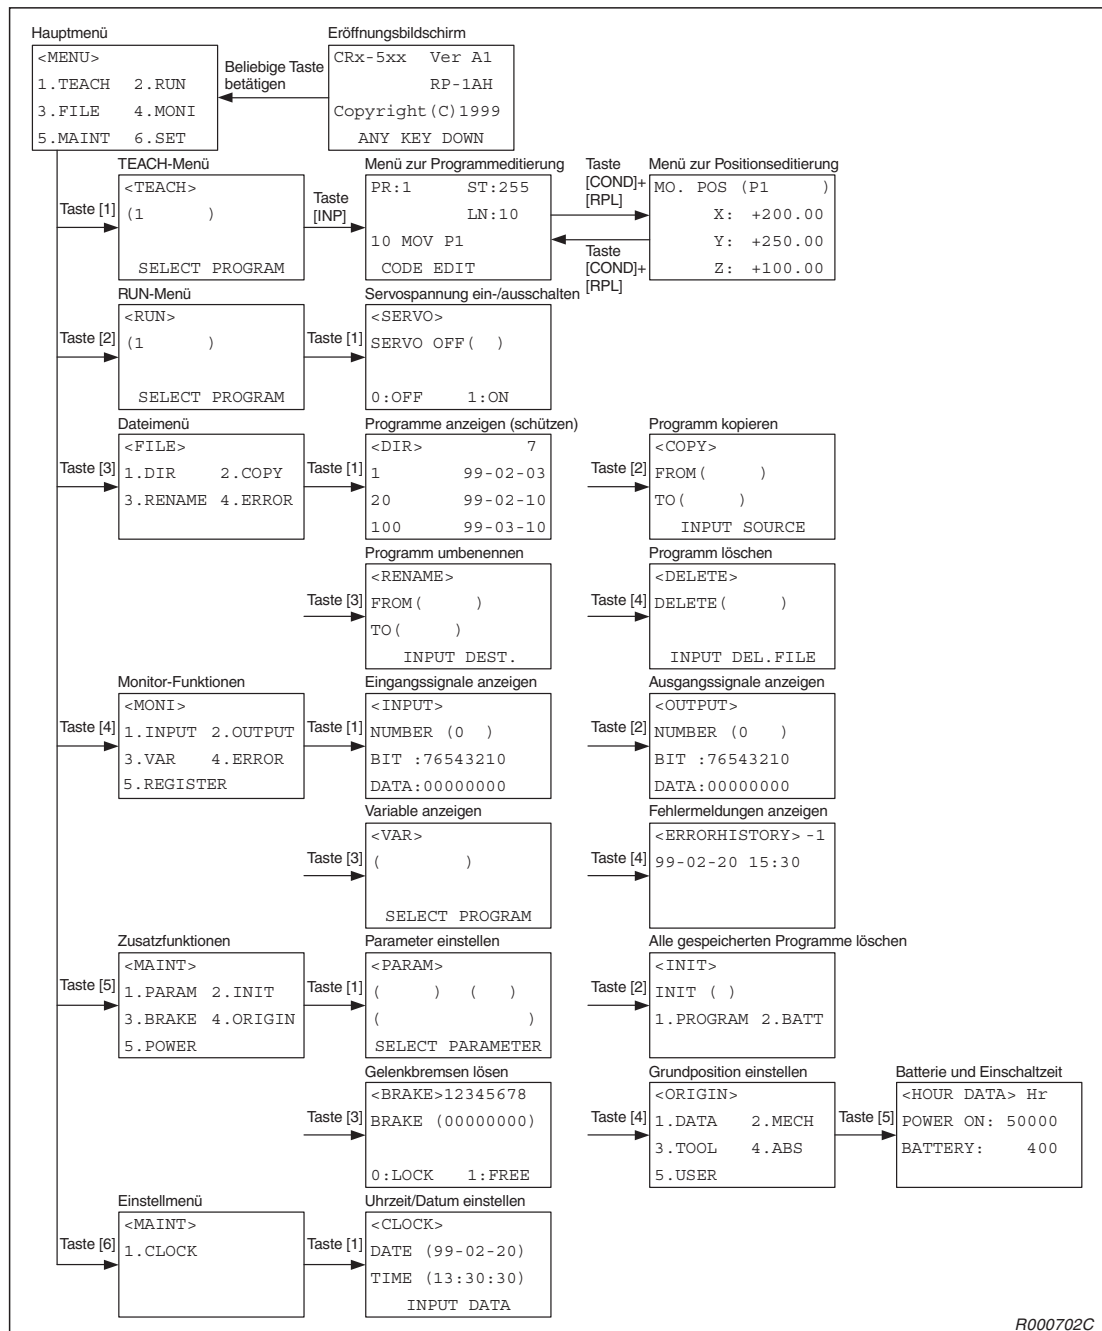 Hauptmenü
<MENU>
1.TEACH 2.RUN
3.FILE 4.MONI
5.MAINT 6.SET
Beliebige Taste
betätigen
Eröffnungsbildschirm
CRx-5xx Ver A1
RP-1AH
Copyright(C)1999
ANY KEY DOWN
Taste [1]
TEACH-Menü
<TEACH>
(1 )
SELECT PROGRAM
Taste
[INP]
Menü zur Programmeditierung
PR:1 ST:255
LN:10
10 MOV P1
CODE EDIT
Taste
[COND]+
[RPL]
Taste
[COND]+
[RPL]
Menü zur Positionseditierung
MO. POS (P1 )
X: +200.00
Y: +250.00
Z: +100.00
Taste [2]
RUN-Menü
<RUN>
(1 )
SELECT PROGRAM
Taste [1]
Servospannung ein-/ausschalten
<SERVO>
SERVO OFF( )
0:OFF 1:ON
Taste [3]
Dateimenü
<FILE>
1.DIR 2.COPY
3.RENAME 4.ERROR
Taste [1]
Programme anzeigen (schützen)
<DIR> 7
1 99-02-03
20 99-02-10
100 99-03-10
Taste [2]
Programm kopieren
<COPY>
FROM( )
TO( )
INPUT SOURCE
Taste [3]
Programm umbenennen
<RENAME>
FROM( )
TO( )
INPUT DEST.
Taste [4]
Programm löschen
<DELETE>
DELETE( )
INPUT DEL.FILE
Taste [4]
Monitor-Funktionen
<MONI>
1.INPUT 2.OUTPUT
3.VAR 4.ERROR
5.REGISTER
Taste [1]
Eingangssignale anzeigen
<INPUT>
NUMBER (0 )
BIT :76543210
DATA:00000000
Taste [2]
Ausgangssignale anzeigen
<OUTPUT>
NUMBER (0 )
BIT :76543210
DATA:00000000
Taste [3]
Variable anzeigen
<VAR>
( )
SELECT PROGRAM
Taste [4]
Fehlermeldungen anzeigen
<ERRORHISTORY>-1
99-02-20 15:30
Taste [5]
Zusatzfunktionen
<MAINT>
1.PARAM 2.INIT
3.BRAKE 4.ORIGIN
5.POWER
Taste [1]
Parameter einstellen
<PARAM>
( ) ( )
( )
SELECT PARAMETER
Taste [2]
Alle gespeicherten Programme löschen
<INIT>
INIT ( )
1.PROGRAM 2.BATT
Taste [3]
Gelenkbremsen lösen
<BRAKE>12345678
BRAKE (00000000)
0:LOCK 1:FREE
Taste [4]
Grundposition einstellen
<ORIGIN>
1.DATA 2.MECH
3.TOOL 4.ABS
5.USER
Taste [5]
Batterie und Einschaltzeit
<HOUR DATA> Hr
POWER ON: 50000
BATTERY: 400
Taste [6]
Einstellmenü
<MAINT>
1.CLOCK
Taste [1]
Uhrzeit/Datum einstellen
<CLOCK>
DATE (99-02-20)
TIME (13:30:30)
INPUT DATA
R000702C